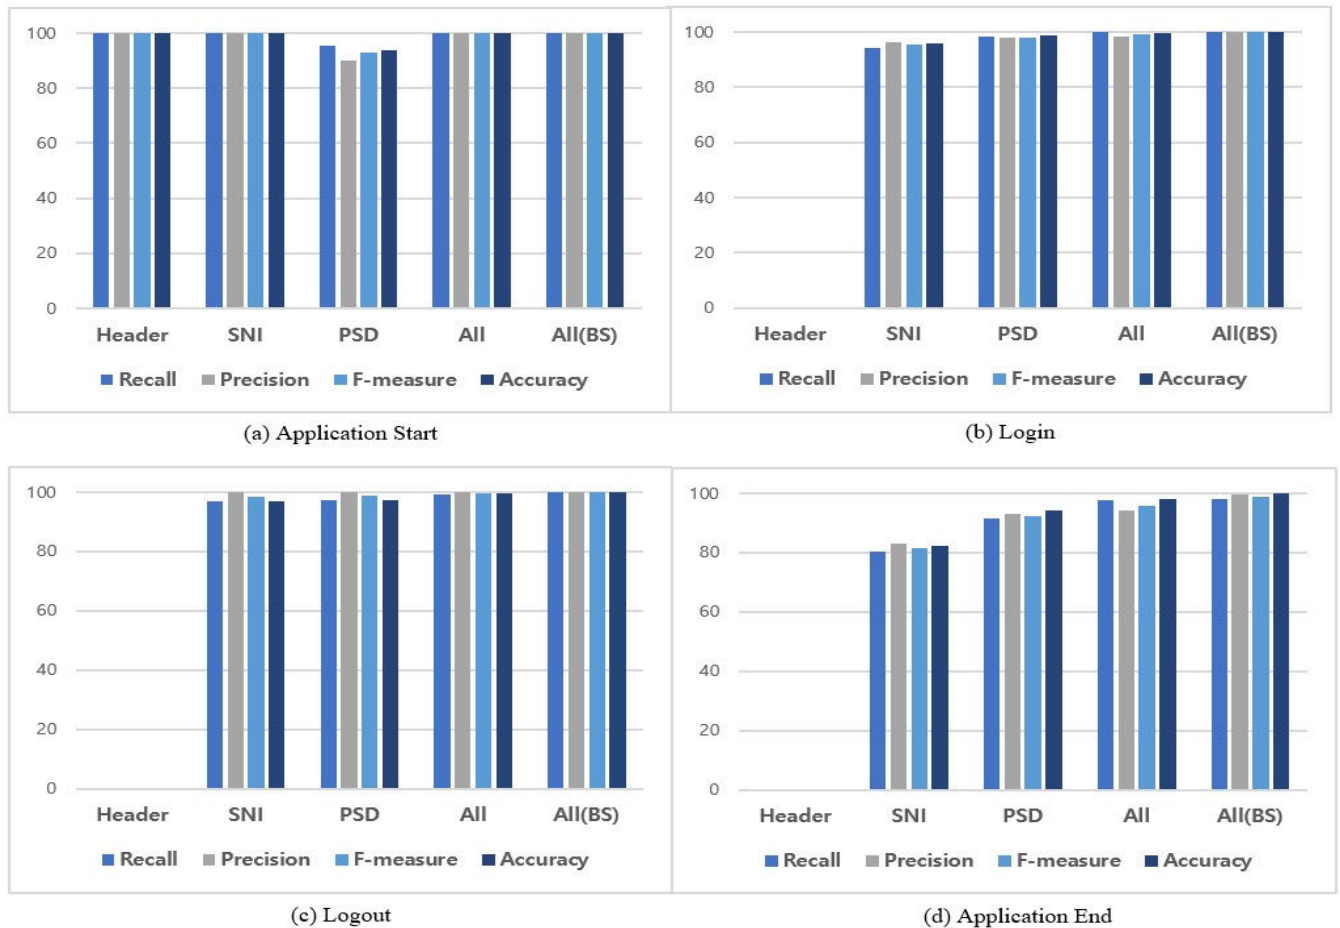 100
80
60
40
20
0
Header SNI PSD All All(BS)
Recall Precision F-measure Accuracy
(a) Application Start
100
80
60
40
20
0
Header SNI PSD All All(BS)
Recall Precision F-measure Accuracy
(b) Login
100
80
60
40
20
0
Header SNI PSD All All(BS)
Recall Precision F-measure Accuracy
(c) Logout
100
80
60
40
20
0
Header SNI PSD All All(BS)
Recall Precision F-measure Accuracy
(d) Application End